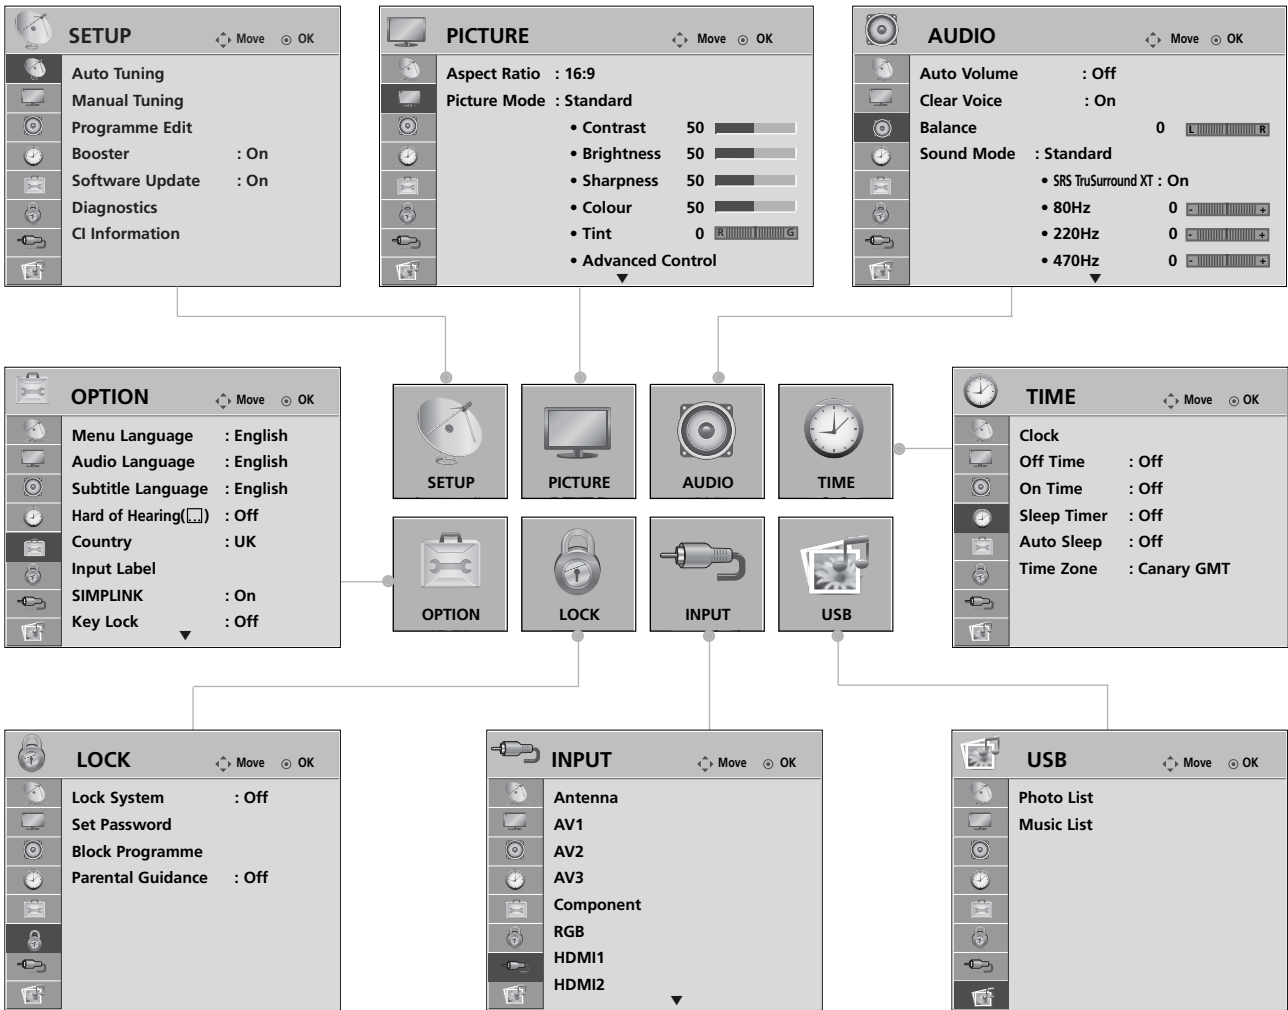 SETUP Move OK
Auto Tuning
Manual Tuning
Programme Edit
Booster : On
Software Update : On
Diagnostics
CI Information
PICTURE Move OK
Aspect Ratio : 16:9
Picture Mode : Standard
• Contrast 50
• Brightness 50
• Sharpness 50
• Colour 50
• Tint 0 R G
• Advanced Control
▼
AUDIO Move OK
Auto Volume : Off
Clear Voice : On
Balance 0 L R
Sound Mode : Standard
• SRS TruSurround XT : On
• 80Hz 0 - +
• 220Hz 0 - +
• 470Hz 0 - +
▼
OPTION Move OK
Menu Language : English
Audio Language : English
Subtitle Language : English
Hard of Hearing( ) : Off
Country : UK
Input Label
SIMPLINK : On
Key Lock : Off
▼
SETUP
PICTURE
AUDIO
TIME
OPTION
LOCK
INPUT
USB
TIME Move OK
Clock
Off Time : Off
On Time : Off
Sleep Timer : Off
Auto Sleep : Off
Time Zone : Canary GMT
LOCK Move OK
Lock System : Off
Set Password
Block Programme
Parental Guidance : Off
INPUT Move OK
Antenna
AV1
AV2
AV3
Component
RGB
HDMI1
HDMI2
▼
USB Move OK
Photo List
Music List